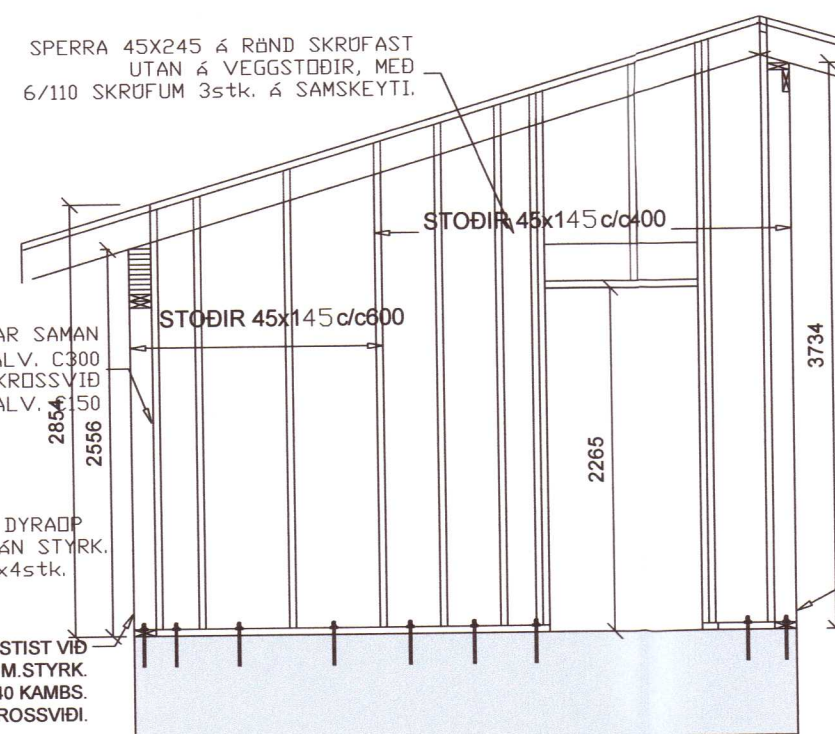 SPERRA 45X245 á RÖND SKRÚFAST
UTAN á VEGGSTOÐIR, MEÐ
6/110 SKRÚFUM 3stk. á SAMSKEYTI.
STOÐIR 45x145 c/c400
STOÐIR 45x145 c/c600
AR SAMAN
ALV. C300
KROSSVIÐ
ALV. C150
2854
2556
2265
3734
DYRAOP
ÁN STYRK.
x4stk.
STIST VIÐ
M.STYRK.
40 KAMBS.
ROSSVIÐI.